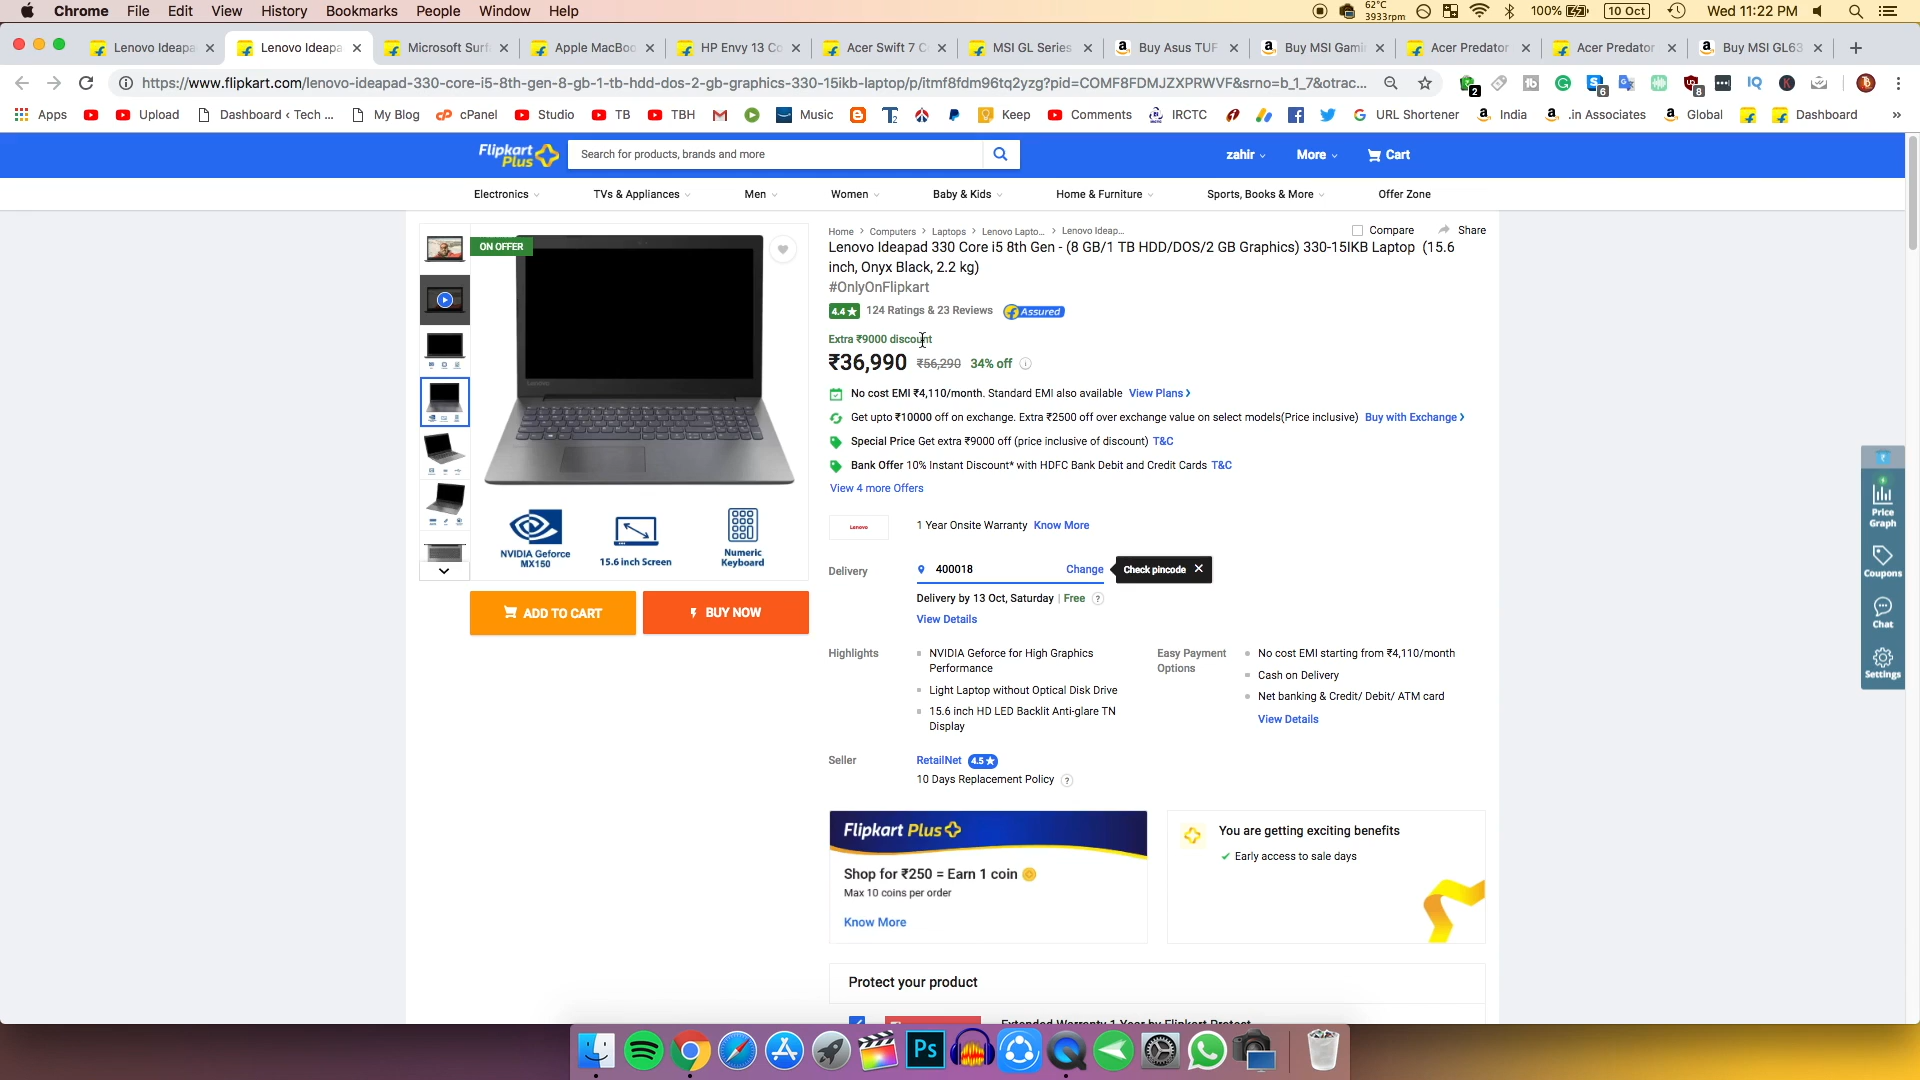 Chrome File Edit View History Bookmarks People Window Help
62°C
3933rpm
100%
10 Oct
Wed 11:22 PM
Lenovo Ideapa
Lenovo Ideapa
Microsoft Surf
Apple MacBoo
HP Envy 13 Co
Acer Swift 7 C
MSI GL Series
Buy Asus TUF
Buy MSI Gami
Acer Predator
Acer Predator
Buy MSI GL63
https://www.flipkart.com/lenovo-ideapad-330-core-i5-8th-gen-8-gb-1-tb-hdd-dos-2-gb-graphics-330-15ikb-laptop/p/itmf8fdm96tq2yzg?pid=COMF8FDMJZXPRWVF&srno=b_1_7&otrac...
2
6
8
IQ
K
Apps
Upload
Dashboard ‹ Tech ...
My Blog
cPanel
Studio
TB
TBH
Music
Keep
Comments
IRCTC
URL Shortener
India
.in Associates
Global
Dashboard
»
Flipkart
Plus
Search for products, brands and more
zahir
More
Cart
Electronics
TVs & Appliances
Men
Women
Baby & Kids
Home & Furniture
Sports, Books & More
Offer Zone
ON OFFER
Home › Computers › Laptops › Lenovo Lapto... › Lenovo Ideap...
Compare
Share
Lenovo Ideapad 330 Core i5 8th Gen - (8 GB/1 TB HDD/DOS/2 GB Graphics) 330-15IKB Laptop (15.6
inch, Onyx Black, 2.2 kg)
#OnlyOnFlipkart
4.4 ★ 124 Ratings & 23 Reviews Assured
Extra ₹9000 discount
₹36,990 ₹56,290 34% off
No cost EMI ₹4,110/month. Standard EMI also available View Plans ›
Get upto ₹10000 off on exchange. Extra ₹2500 off over exchange value on select models(Price inclusive) Buy with Exchange ›
Special Price Get extra ₹9000 off (price inclusive of discount) T&C
Bank Offer 10% Instant Discount* with HDFC Bank Debit and Credit Cards T&C
View 4 more Offers
Lenovo
1 Year Onsite Warranty Know More
NVIDIA Geforce
MX150
15.6 inch Screen
Numeric
Keyboard
ADD TO CART
BUY NOW
Delivery
400018
Change
Check pincode ✕
Delivery by 13 Oct, Saturday | Free ?
View Details
Highlights
NVIDIA Geforce for High Graphics
Performance
Light Laptop without Optical Disk Drive
15.6 inch HD LED Backlit Anti-glare TN
Display
Easy Payment
Options
No cost EMI starting from ₹4,110/month
Cash on Delivery
Net banking & Credit/ Debit/ ATM card
View Details
Seller
RetailNet 4.5 ★
10 Days Replacement Policy ?
Flipkart Plus
Shop for ₹250 = Earn 1 coin
Max 10 coins per order
Know More
You are getting exciting benefits
Early access to sale days
Protect your product
Extended Warranty 1 Year by Flipkart Protect
Price
Graph
Coupons
Chat
Settings
Ps